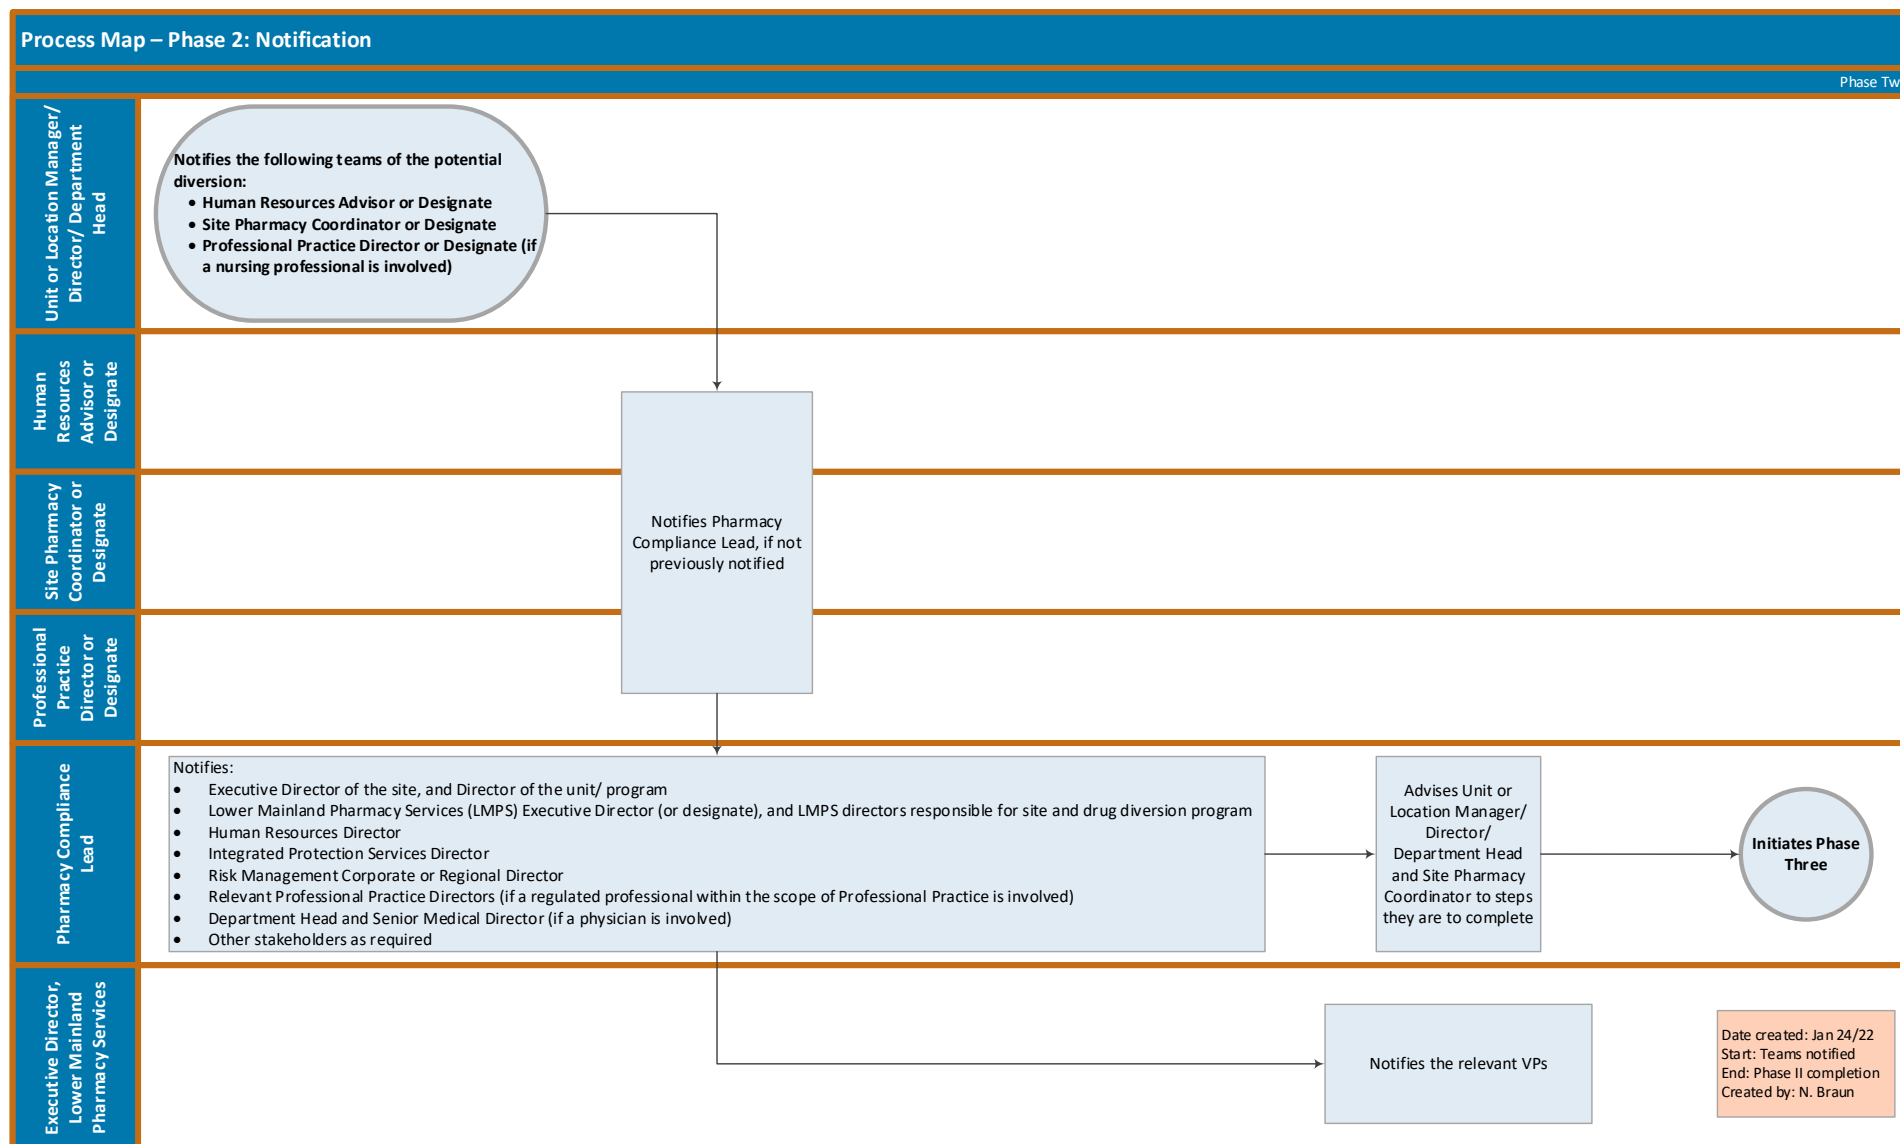 Process Map – Phase 2: Notification
Phase Tw
Unit or Location Manager/
Director/ Department
Head
Notifies the following teams of the potential
diversion:
• Human Resources Advisor or Designate
• Site Pharmacy Coordinator or Designate
• Professional Practice Director or Designate (if
a nursing professional is involved)
Human
Resources
Advisor or
Designate
Site Pharmacy
Coordinator or
Designate
Notifies Pharmacy
Compliance Lead, if not
previously notified
Professional
Practice
Director or
Designate
Pharmacy Compliance
Lead
Notifies:
• Executive Director of the site, and Director of the unit/ program
• Lower Mainland Pharmacy Services (LMPS) Executive Director (or designate), and LMPS directors responsible for site and drug diversion program
• Human Resources Director
• Integrated Protection Services Director
• Risk Management Corporate or Regional Director
• Relevant Professional Practice Directors (if a regulated professional within the scope of Professional Practice is involved)
• Department Head and Senior Medical Director (if a physician is involved)
• Other stakeholders as required
Advises Unit or
Location Manager/
Director/
Department Head
and Site Pharmacy
Coordinator to steps
they are to complete
Initiates Phase
Three
Executive Director,
Lower Mainland
Pharmacy Services
Notifies the relevant VPs
Date created: Jan 24/22
Start: Teams notified
End: Phase II completion
Created by: N. Braun